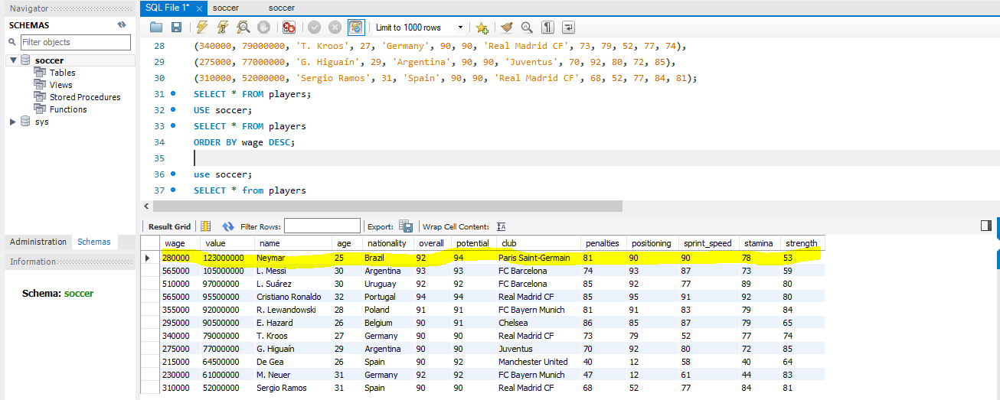 Navigator
SCHEMAS
Filter objects
soccer
Tables
Views
Stored Procedures
Functions
sys
Administration Schemas
Information
Schema: soccer
SQL File 1* soccer soccer
Limit to 1000 rows
28 (340000, 79000000, 'T. Kroos', 27, 'Germany', 90, 90, 'Real Madrid CF', 73, 79, 52, 77, 74),
29 (275000, 77000000, 'G. Higuaín', 29, 'Argentina', 90, 90, 'Juventus', 70, 92, 80, 72, 85),
30 (310000, 52000000, 'Sergio Ramos', 31, 'Spain', 90, 90, 'Real Madrid CF', 68, 52, 77, 84, 81);
31 SELECT * FROM players;
32 USE soccer;
33 SELECT * FROM players
34 ORDER BY wage DESC;
35
36 use soccer;
37 SELECT * from players
Result Grid Filter Rows: Export: Wrap Cell Content:
wage value name age nationality overall potential club penalties positioning sprint_speed stamina strength
280000 123000000 Neymar 25 Brazil 92 94 Paris Saint-Germain 81 90 90 78 53
565000 105000000 L. Messi 30 Argentina 93 93 FC Barcelona 74 93 87 73 59
510000 97000000 L. Suárez 30 Uruguay 92 92 FC Barcelona 85 92 77 89 80
565000 95500000 Cristiano Ronaldo 32 Portugal 94 94 Real Madrid CF 85 95 91 92 80
355000 92000000 R. Lewandowski 28 Poland 91 91 FC Bayern Munich 81 91 83 79 84
295000 90500000 E. Hazard 26 Belgium 90 91 Chelsea 86 85 87 79 65
340000 79000000 T. Kroos 27 Germany 90 90 Real Madrid CF 73 79 52 77 74
275000 77000000 G. Higuaín 29 Argentina 90 90 Juventus 70 92 80 72 85
215000 64500000 De Gea 26 Spain 90 92 Manchester United 40 12 58 40 64
230000 61000000 M. Neuer 31 Germany 92 92 FC Bayern Munich 47 12 61 44 83
310000 52000000 Sergio Ramos 31 Spain 90 90 Real Madrid CF 68 52 77 84 81